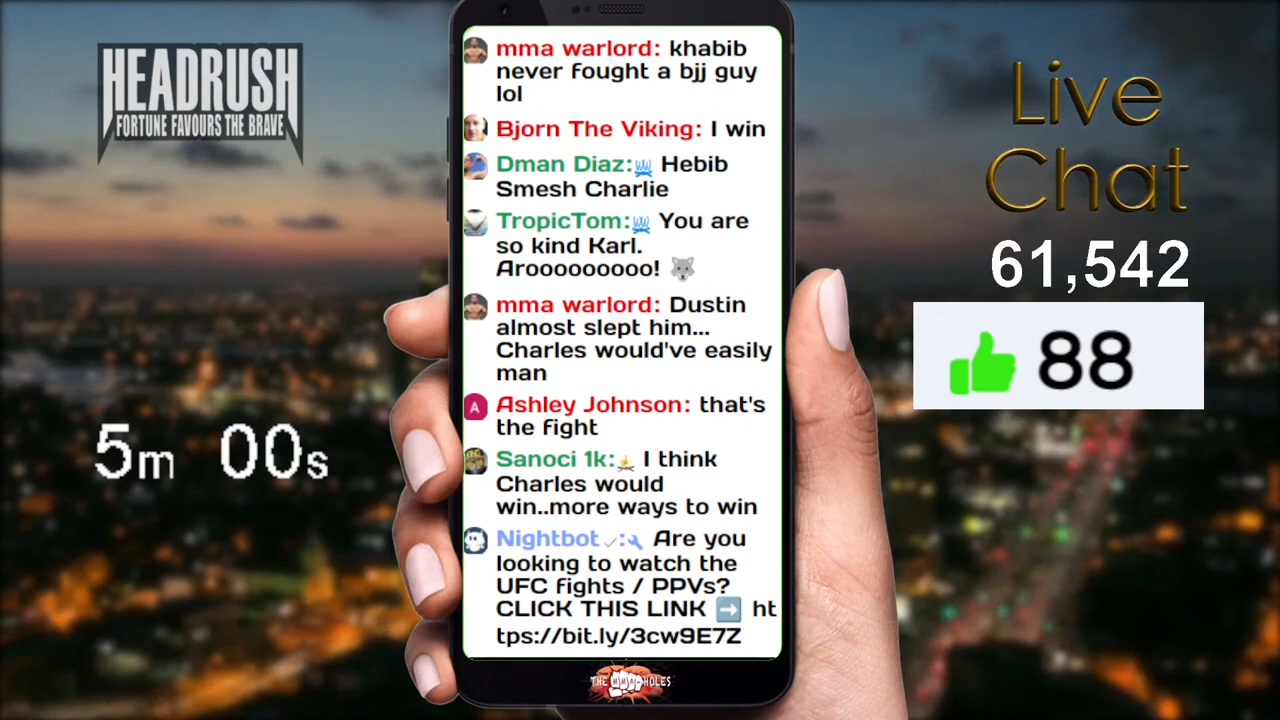 HEADRUSH
FORTUNE FAVOURS THE BRAVE
5m 00s
mma warlord: khabib
never fought a bjj guy
lol
Bjorn The Viking: I win
Dman Diaz: Hebib
Smesh Charlie
TropicTom: You are
so kind Karl.
Arooooooooo!
mma warlord: Dustin
almost slept him...
Charles would've easily
man
A Ashley Johnson: that's
the fight
Sanoci 1k: I think
Charles would
win..more ways to win
Nightbot: Are you
looking to watch the
UFC fights / PPVs?
CLICK THIS LINK ➡ ht
tps://bit.ly/3cw9E7Z
THE MMA HOLES
Live
Chat
61,542
88